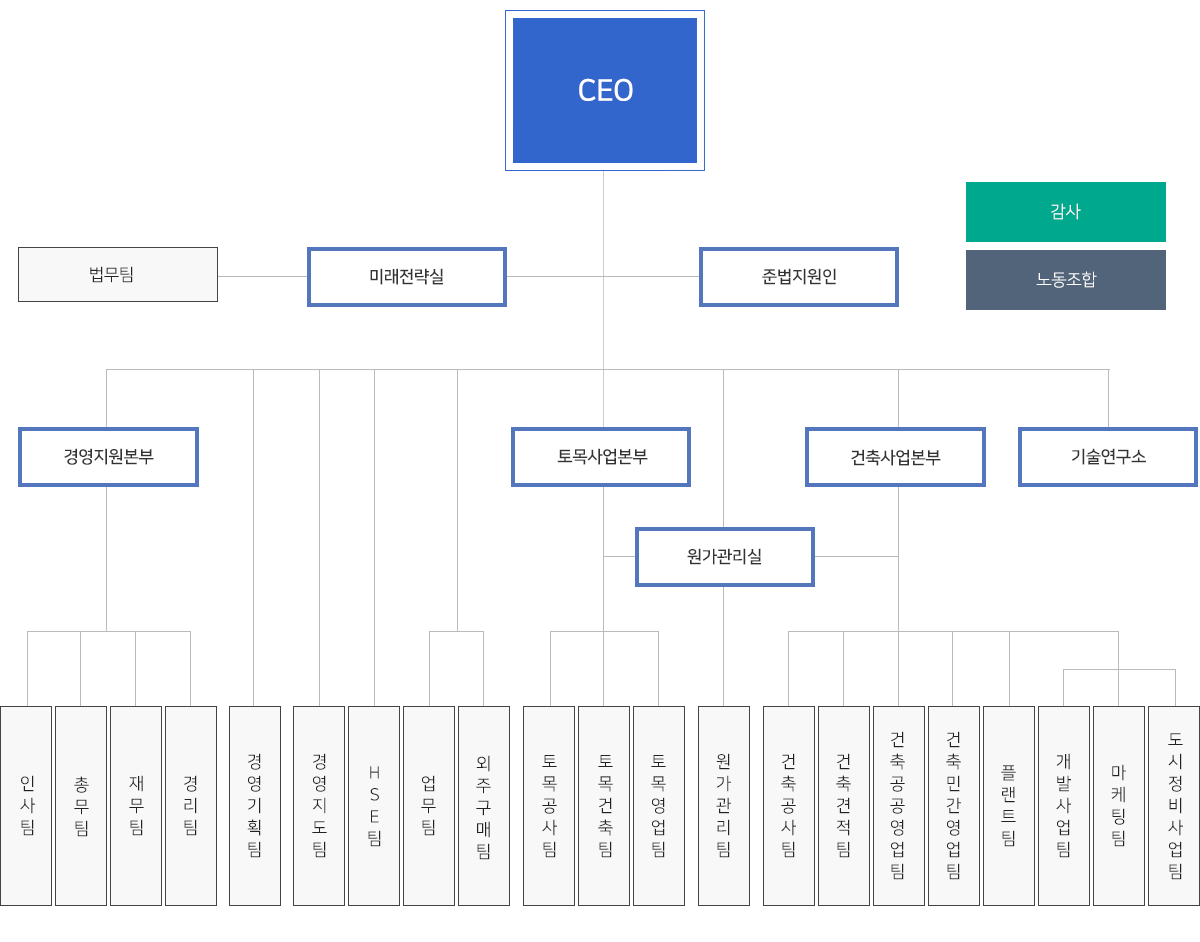 CEO
감사
법무팀
미래전략실
준법지원인
노동조합
경영지원본부
토목사업본부
건축사업본부
기술연구소
원가관리실
인사팀
총무팀
재무팀
경리팀
경영기획팀
경영지도팀
HSE팀
업무팀
외주구매팀
토목공사팀
토목건축팀
토목영업팀
원가관리팀
건축공사팀
건축견적팀
건축공공영업팀
건축민간영업팀
플랜트팀
개발사업팀
마케팅팀
도시정비사업팀